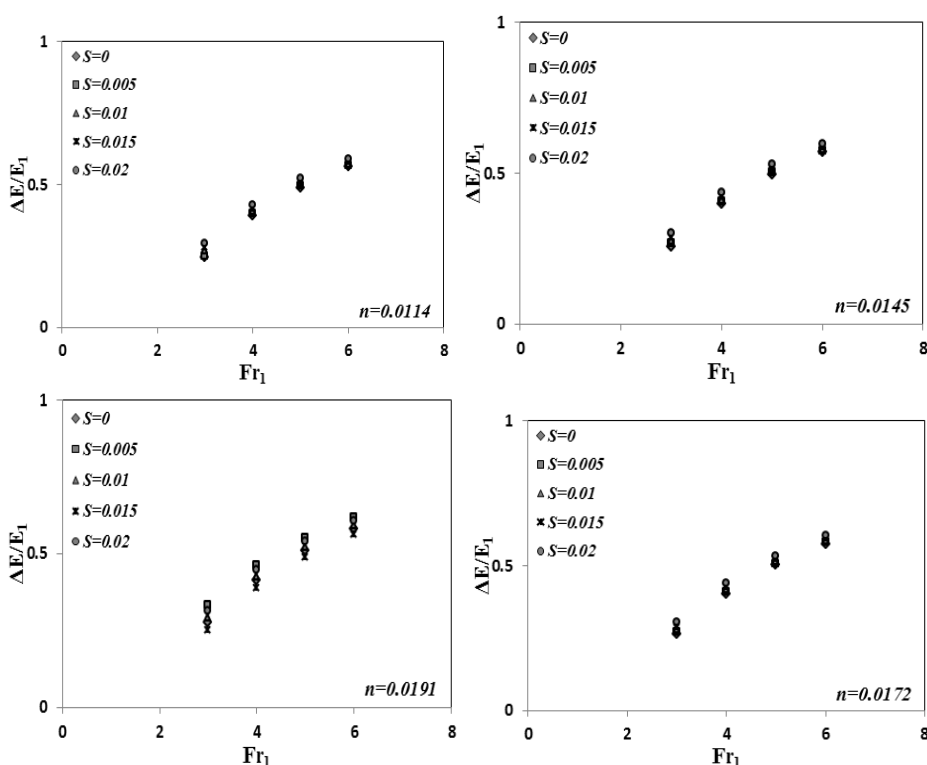 1
S=0
S=0.005
S=0.01
S=0.015
S=0.02
ΔE/E₁
0.5
n=0.0114
0
0 2 4 6 8
Fr₁
1
S=0
S=0.005
S=0.01
S=0.015
S=0.02
ΔE/E₁
0.5
n=0.0145
0
0 2 4 6 8
Fr₁
1
S=0
S=0.005
S=0.01
S=0.015
S=0.02
ΔE/E₁
0.5
n=0.0191
0
0 2 4 6 8
Fr₁
1
S=0
S=0.005
S=0.01
S=0.015
S=0.02
ΔE/E₁
0.5
n=0.0172
0
0 2 4 6 8
Fr₁